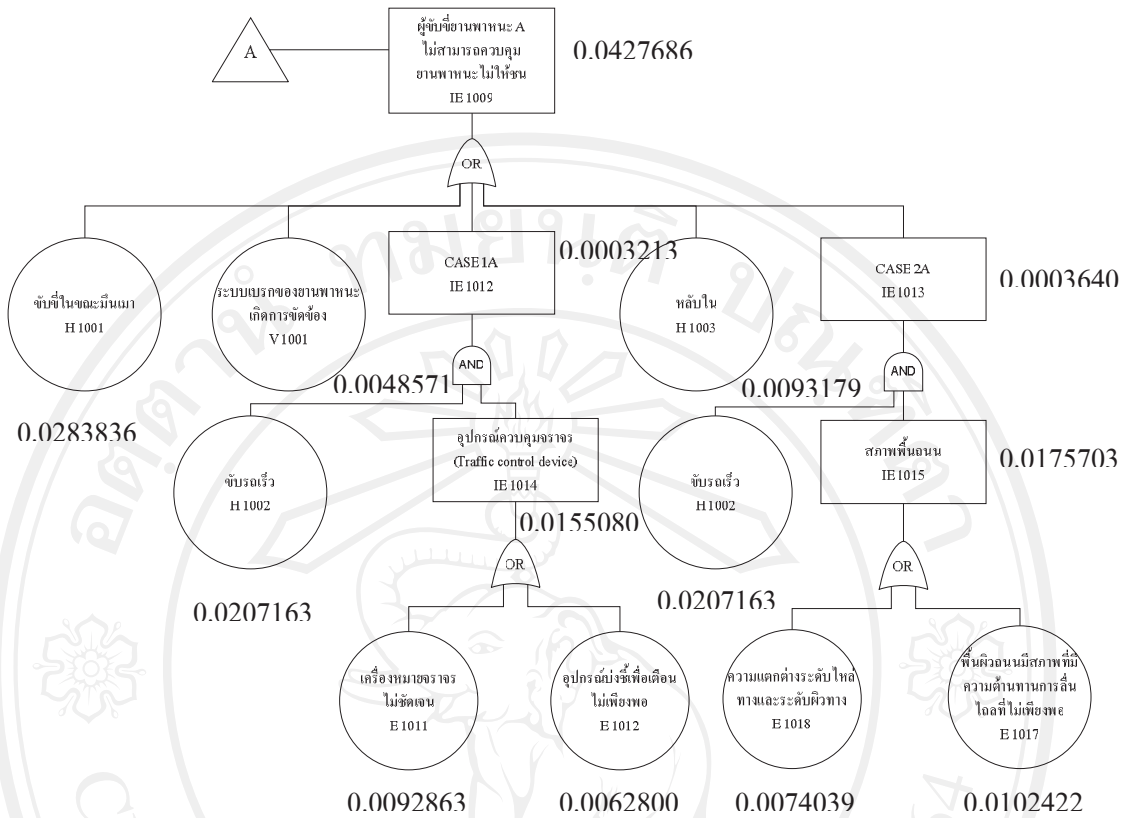 A
ผู้ขับขี่ยานพาหนะ A
ไม่สามารถควบคุม
ยานพาหนะไม่ให้ชน
IE 1009
0.0427686
OR
ขับขี่ในขณะมึนเมา
H 1001
0.0283836
ระบบเบรกของยานพาหนะ
เกิดการขัดข้อง
V 1001
0.0048571
CASE 1A
IE 1012
0.0003213
หลับใน
H 1003
0.0093179
CASE 2A
IE 1013
0.0003640
AND
AND
ขับรถเร็ว
H 1002
0.0207163
อุปกรณ์ควบคุมจราจร
(Traffic control device)
IE 1014
0.0155080
ขับรถเร็ว
H 1002
0.0207163
สภาพพื้นถนน
IE 1015
0.0175703
OR
OR
เครื่องหมายจราจร
ไม่ชัดเจน
E 1011
0.0092863
อุปกรณ์บ่งชี้เพื่อเตือน
ไม่เพียงพอ
E 1012
0.0062800
ความแตกต่างระดับไหล่
ทางและระดับผิวทาง
E 1018
0.0074039
พื้นผิวถนนมีสภาพที่มี
ความต้านทานการลื่น
ไถลที่ไม่เพียงพอ
E 1017
0.0102422